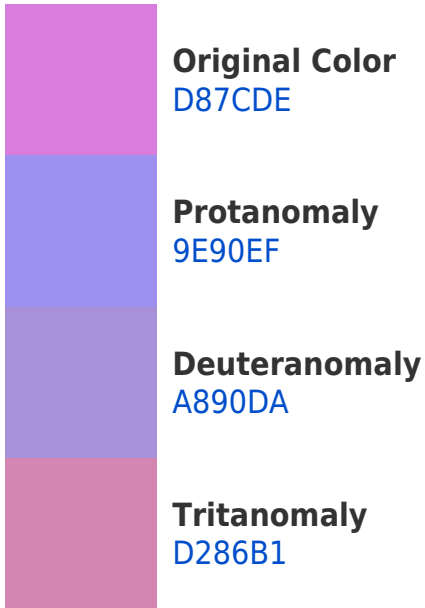 Original Color
D87CDE
Protanomaly
9E90EF
Deuteranomaly
A890DA
Tritanomaly
D286B1